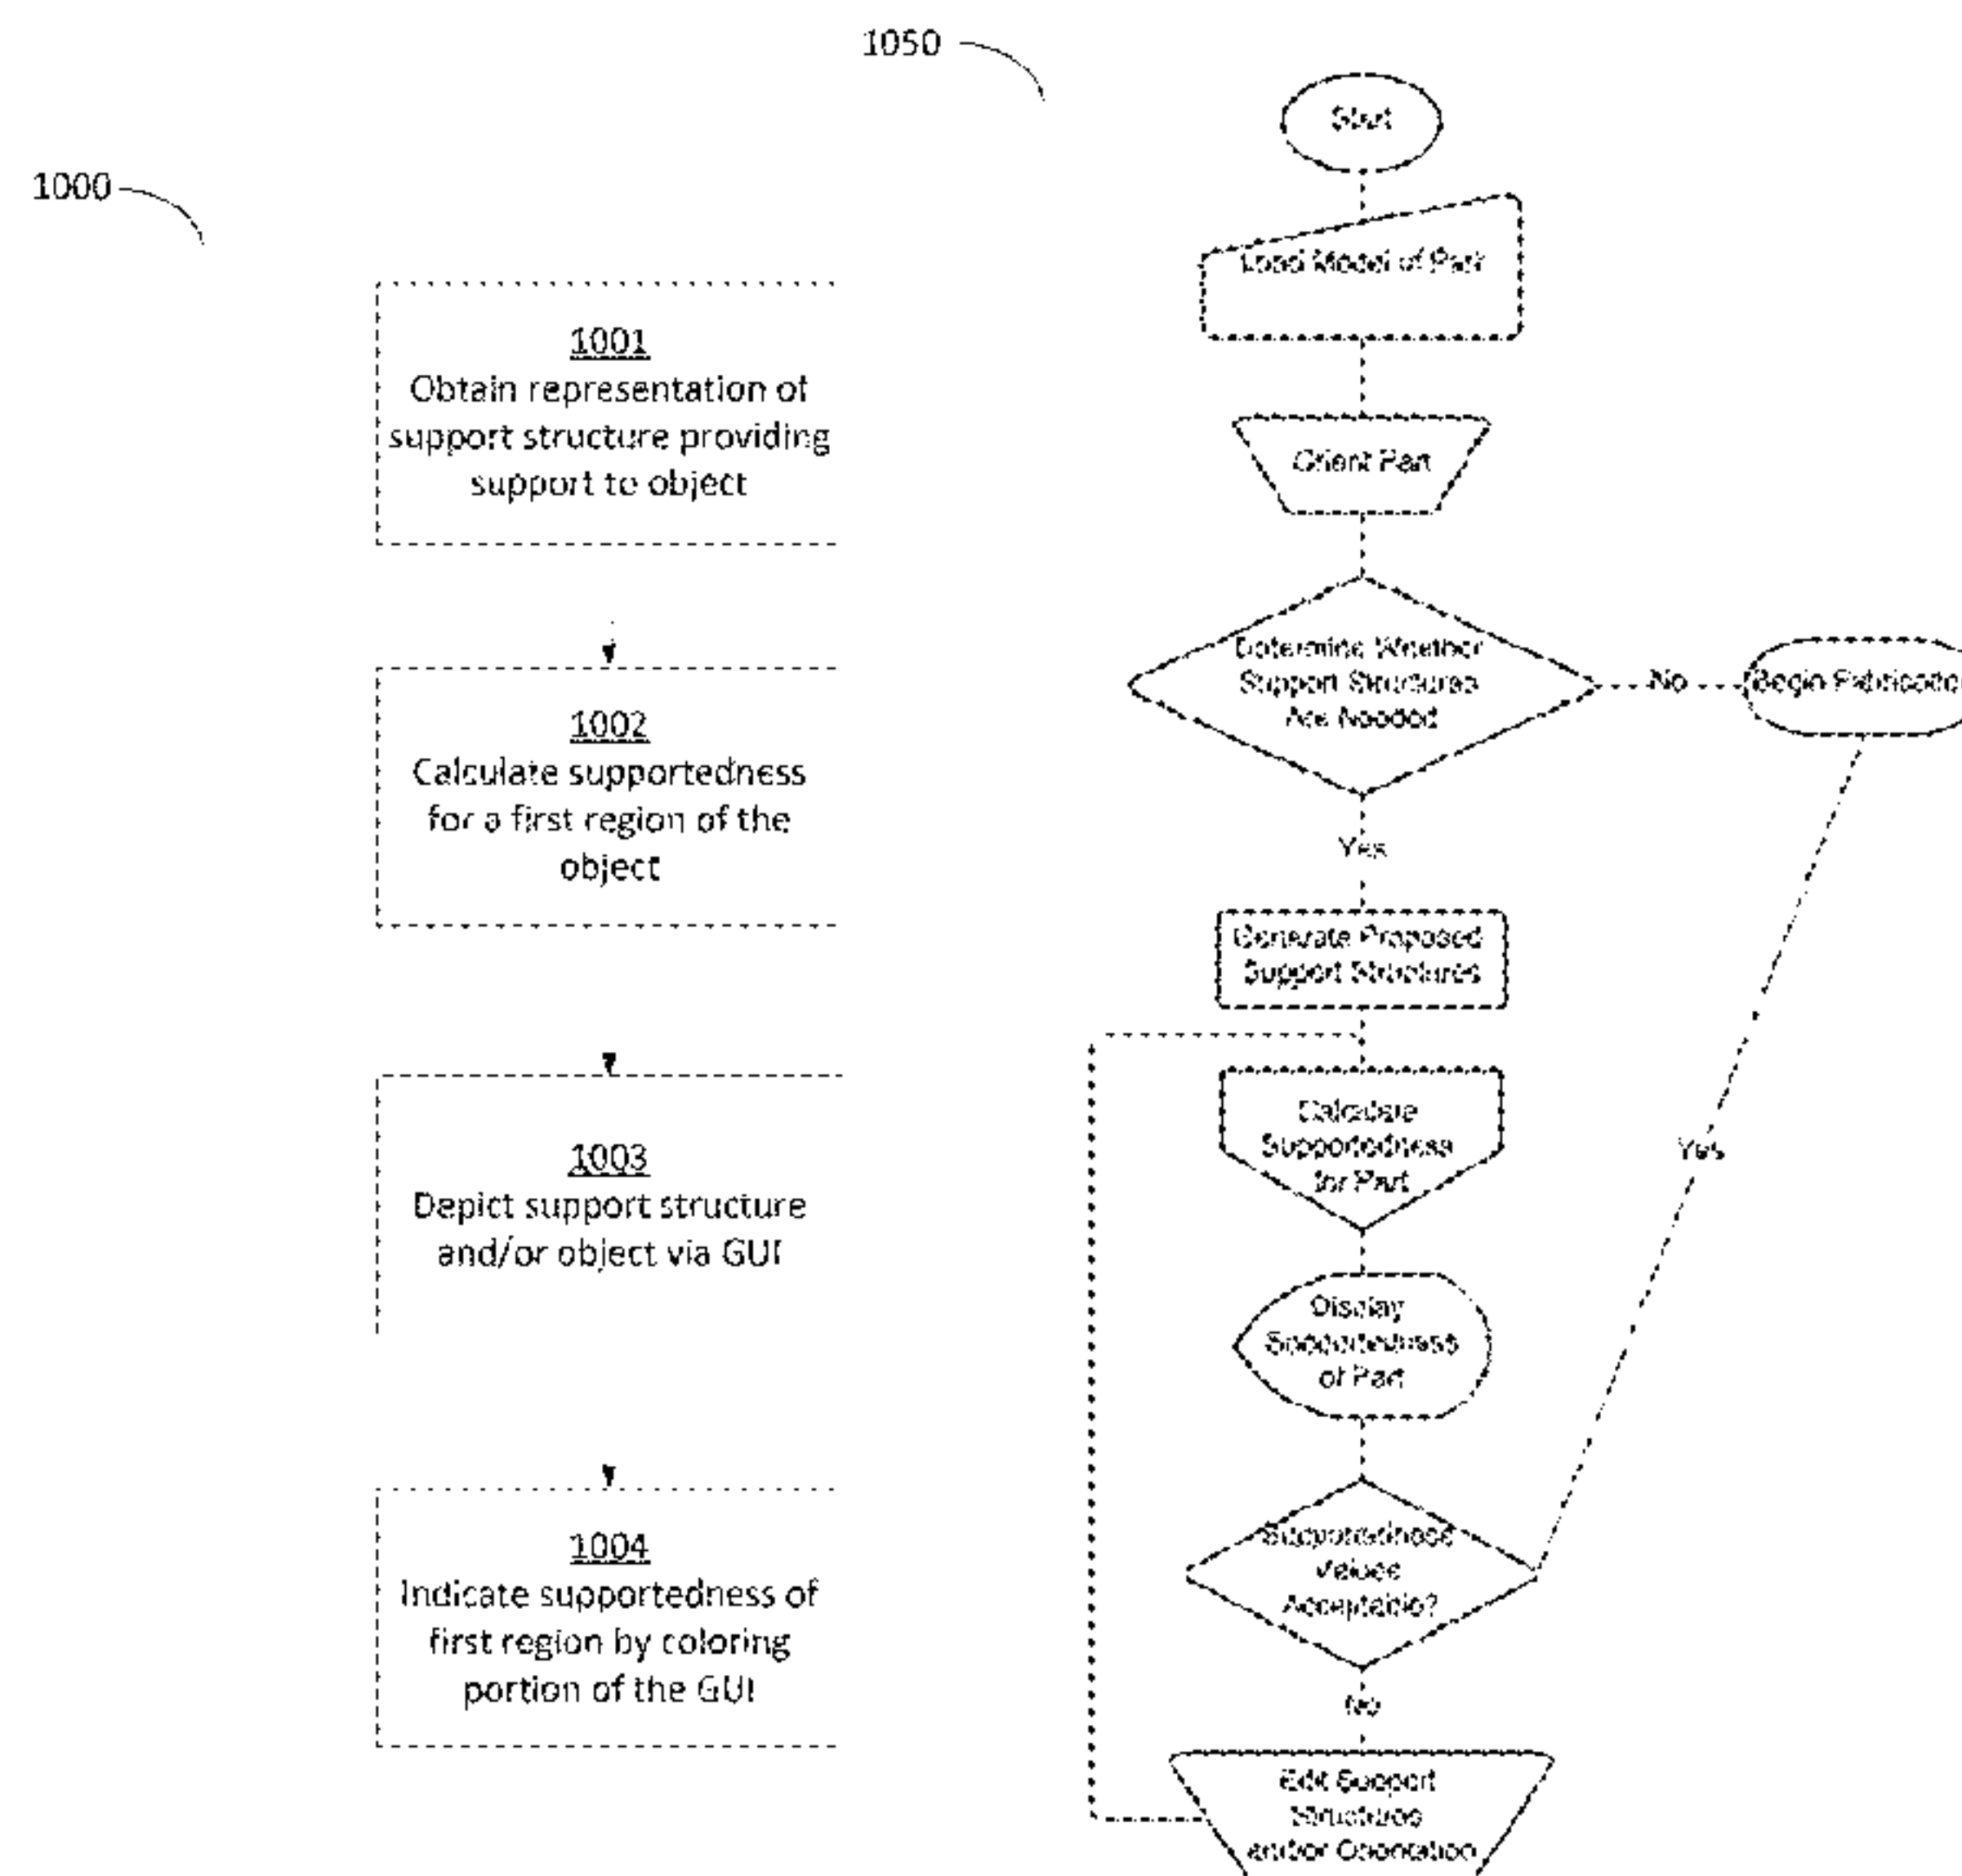 1000
1001
Obtain representation of
support structure providing
support to object
1002
Calculate supportedness
for a first region of the
object
1003
Depict support structure
and/or object via GUI
1004
Indicate supportedness of
first region by coloring
portion of the GUI
1050
Start
Load Model of Part
Orient Part
Determine Whether
Support Structures
Are Needed
No
Begin
Yes
Generate Proposed
Support Structures
Calculate
Supportedness
for Part
Display
Supportedness
of Part
Supportedness
Values
Acceptable?
Yes
No
Edit Support
Structures
and/or Orientation